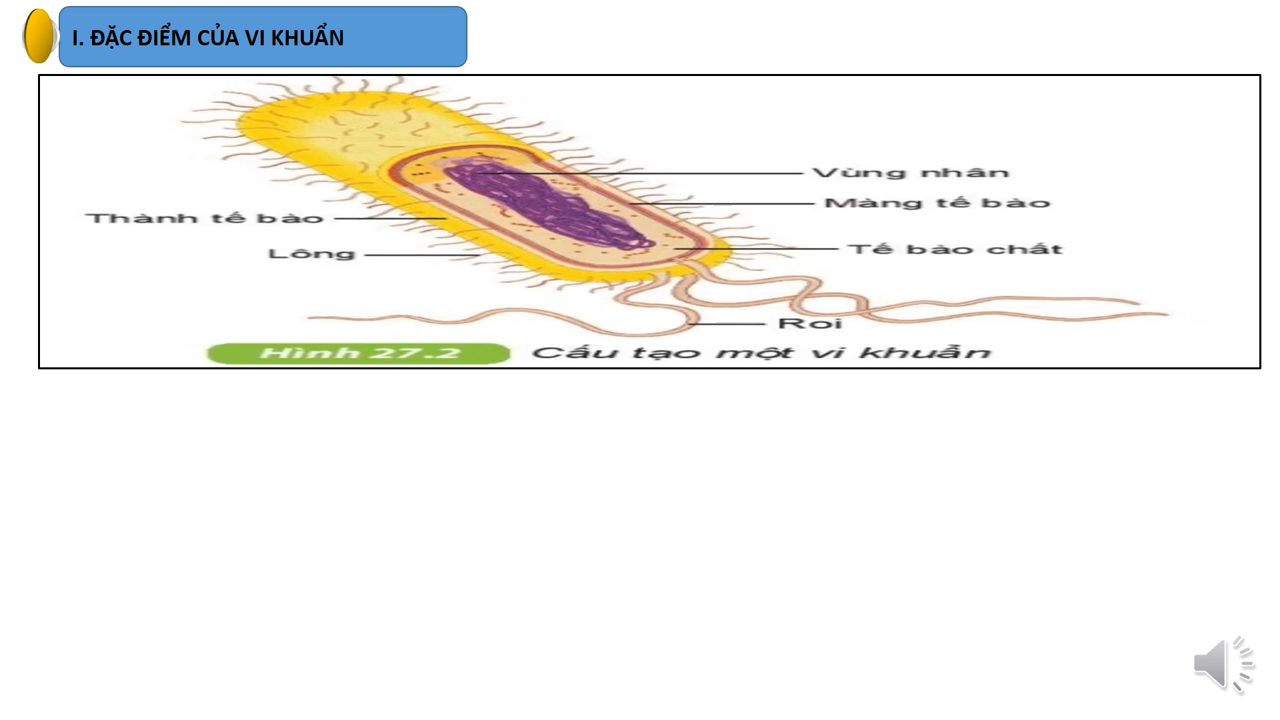 I. ĐẶC ĐIỂM CỦA VI KHUẨN
Vùng nhân
Màng tế bào
Thành tế bào
Tế bào chất
Lông
Roi
Hình 27.2 Cấu tạo một vi khuẩn